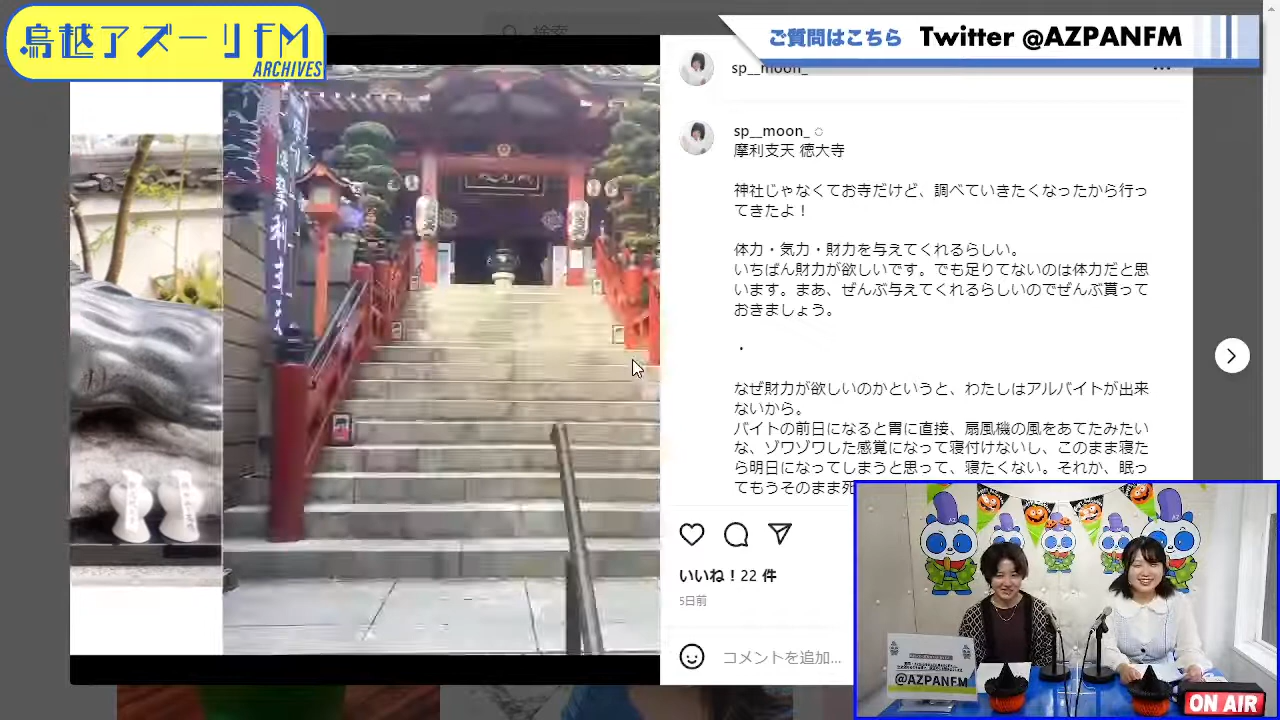 鳥越アズーリFM
ARCHIVES
ご質問はこちら Twitter @AZPANFM
検索
sp__moon_
sp__moon_
摩利支天 徳大寺
神社じゃなくてお寺だけど、調べていきたくなったから行っ
てきたよ！
体力・気力・財力を与えてくれるらしい。
いちばん財力が欲しいです。でも足りてないのは体力だと思
います。まあ、ぜんぶ与えてくれるらしいのでぜんぶ貰って
おきましょう。
・
なぜ財力が欲しいのかというと、わたしはアルバイトが出来
ないから。
バイトの前日になると胃に直接、扇風機の風をあてたみたい
な、ゾワゾワした感覚になって寝付けないし、このまま寝た
ら明日になってしまうと思って、寝たくない。それか、眠っ
てもうそのまま死
いいね！22 件
5日前
コメントを追加...
@AZPANFM
ON AIR